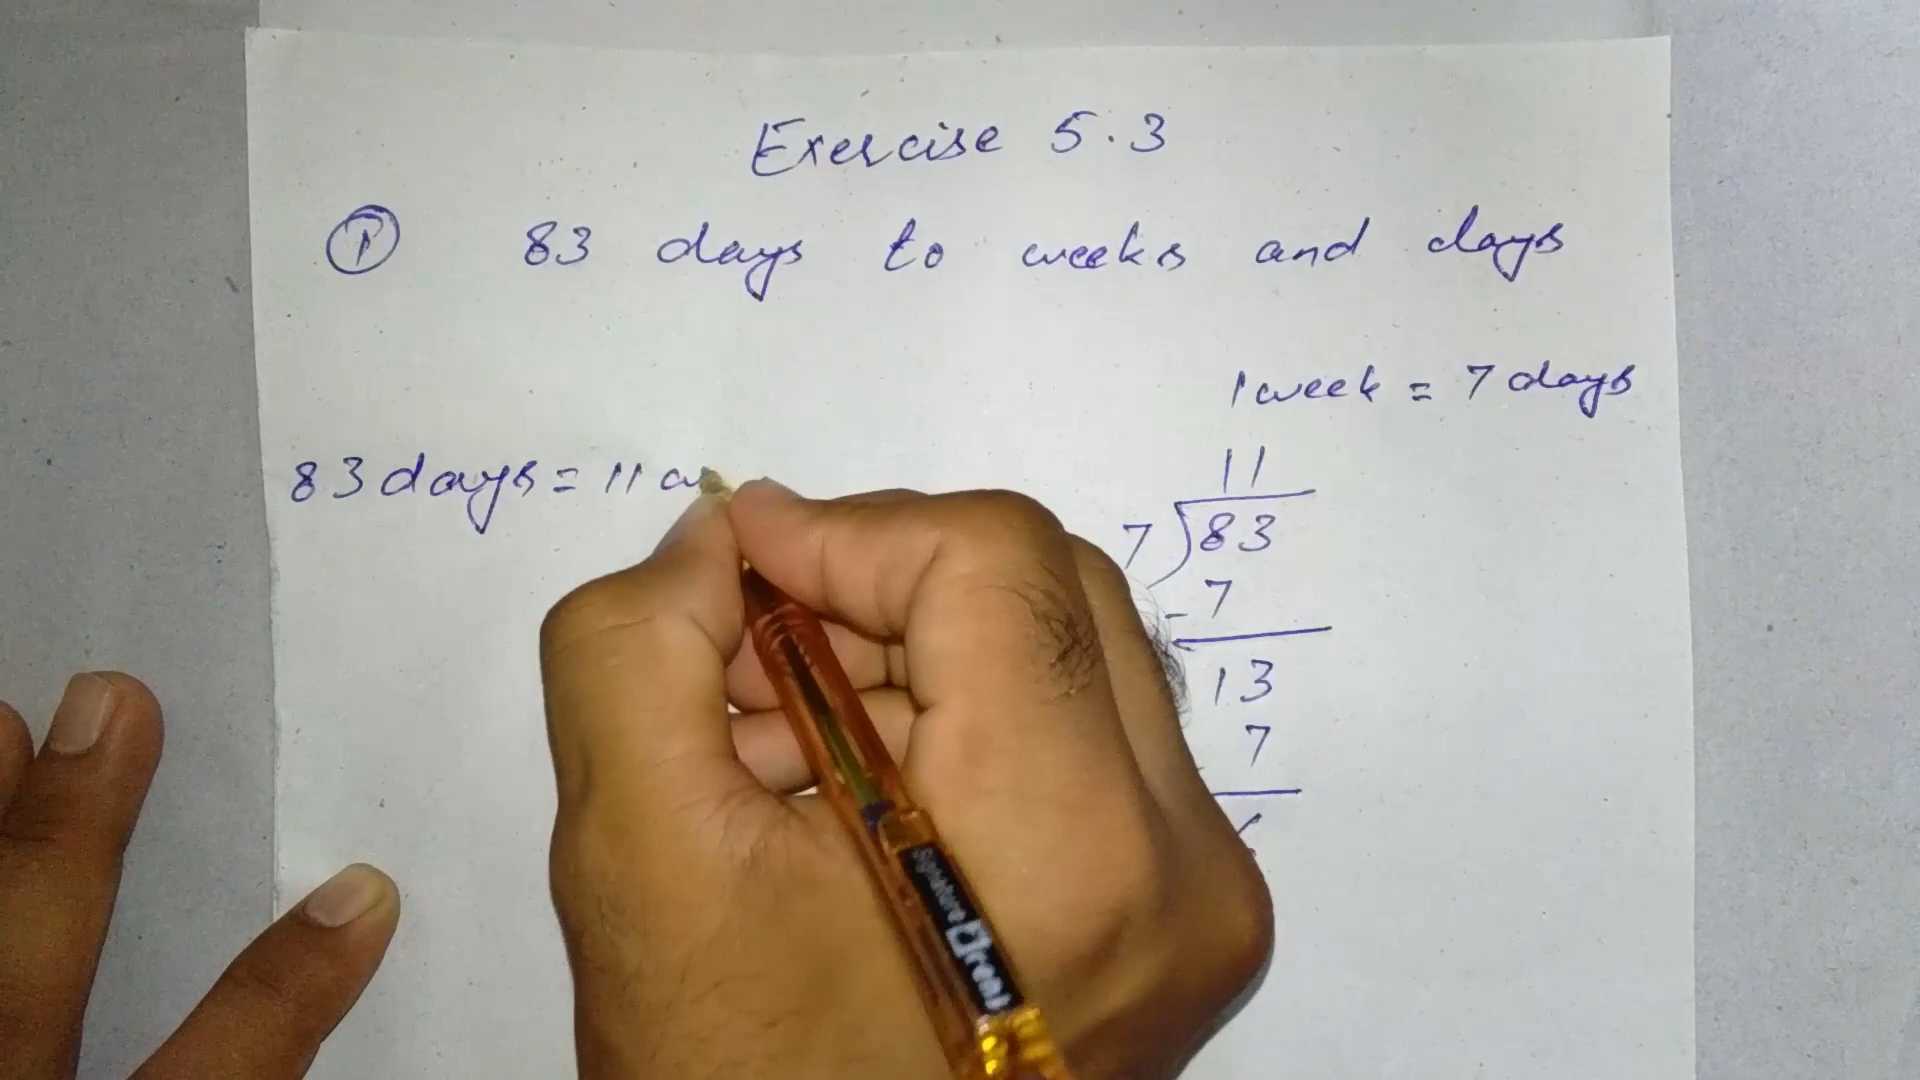 Exercise 5.3
1 83 days to weeks and days
1 week = 7 days
83 days = 11 w
11
7 83
- 7
13
7
Signature